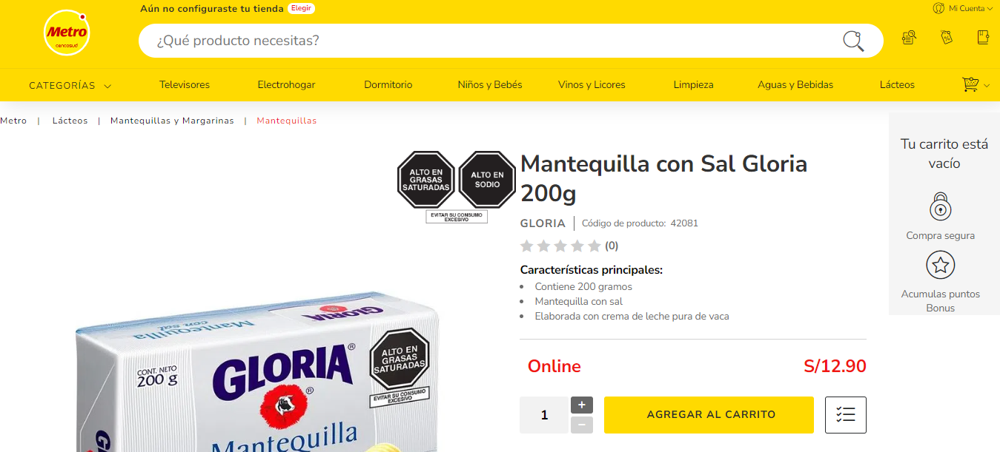 Aún no configuraste tu tienda Elegir
Mi Cuenta
Metro
cencosud
¿Qué producto necesitas?
CATEGORÍAS
Televisores
Electrohogar
Dormitorio
Niños y Bebés
Vinos y Licores
Limpieza
Aguas y Bebidas
Lácteos
Metro | Lácteos | Mantequillas y Margarinas | Mantequillas
ALTO EN
GRASAS
SATURADAS
ALTO EN
SODIO
EVITAR SU CONSUMO
EXCESIVO
Mantequilla con Sal Gloria
200g
GLORIA | Código de producto: 42081
(0)
Características principales:
• Contiene 200 gramos
• Mantequilla con sal
• Elaborada con crema de leche pura de vaca
Online S/12.90
1 + −
AGREGAR AL CARRITO
Tu carrito está
vacío
Compra segura
Acumulas puntos
Bonus
GLORIA
Mantequilla
con sal
CONT. NETO
200 g
GLORIA®
®
ALTO EN
GRASAS
SATURADAS
EVITAR SU CONSUMO
EXCESIVO
Mantequilla
GL